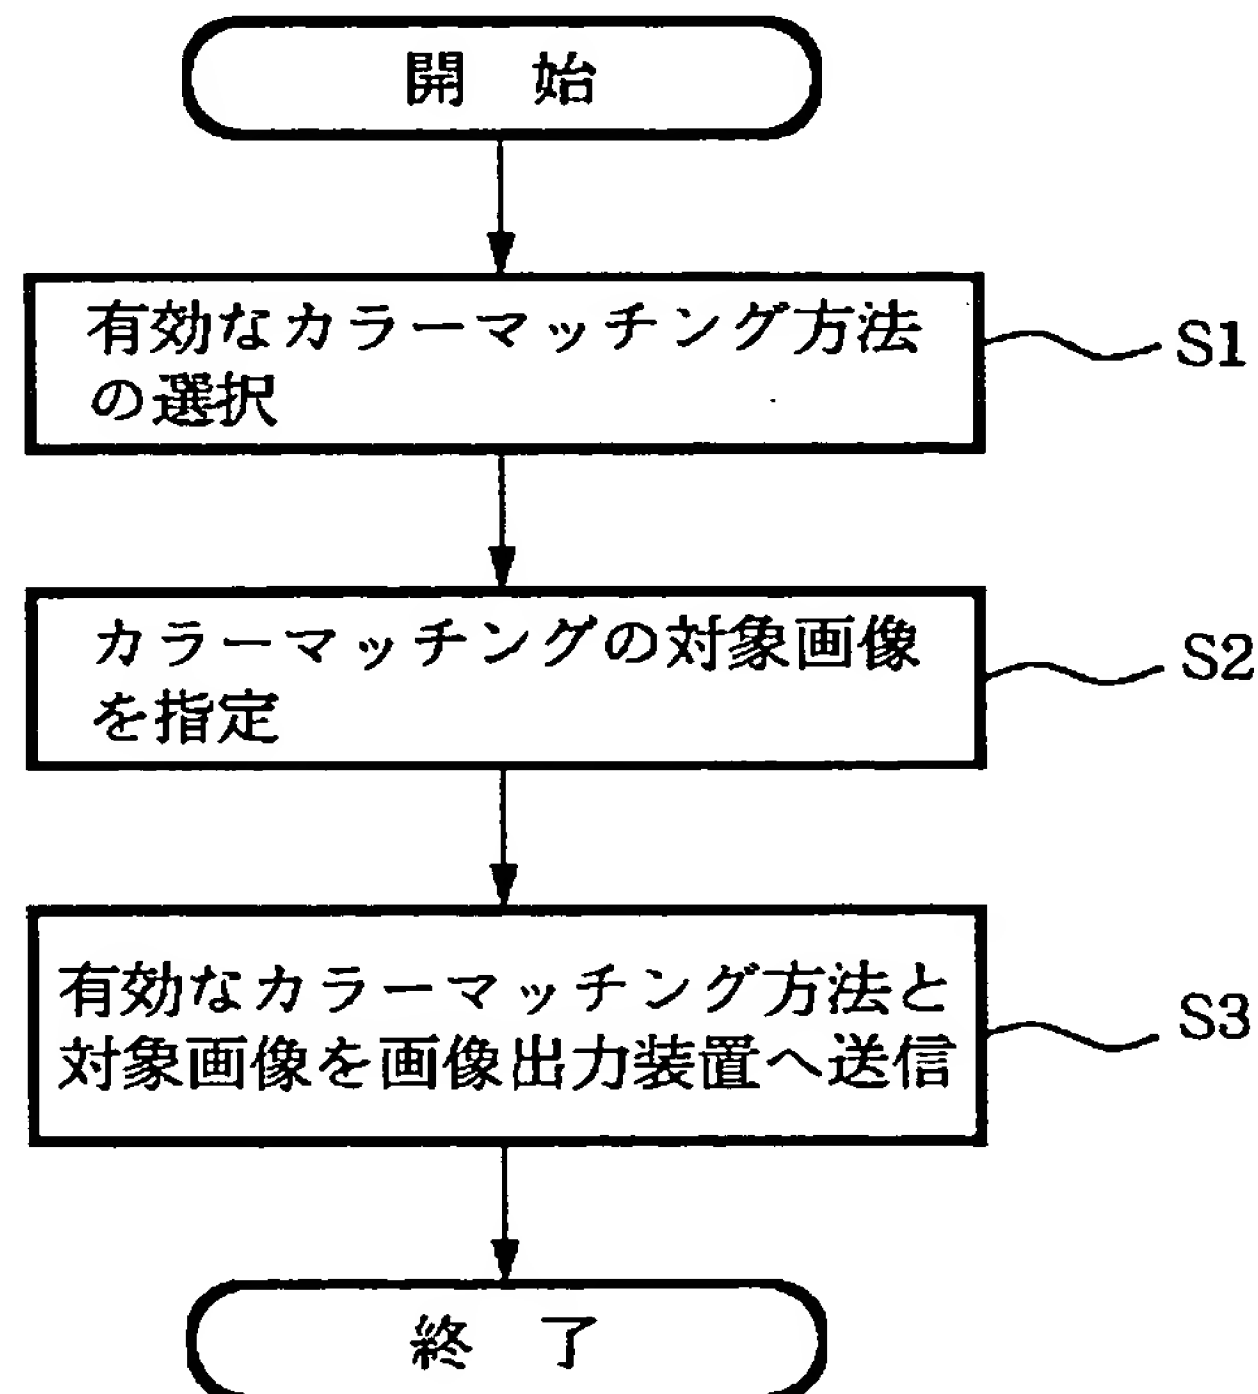 開 始
有効なカラーマッチング方法
の選択
S1
カラーマッチングの対象画像
を指定
S2
有効なカラーマッチング方法と
対象画像を画像出力装置へ送信
S3
終 了